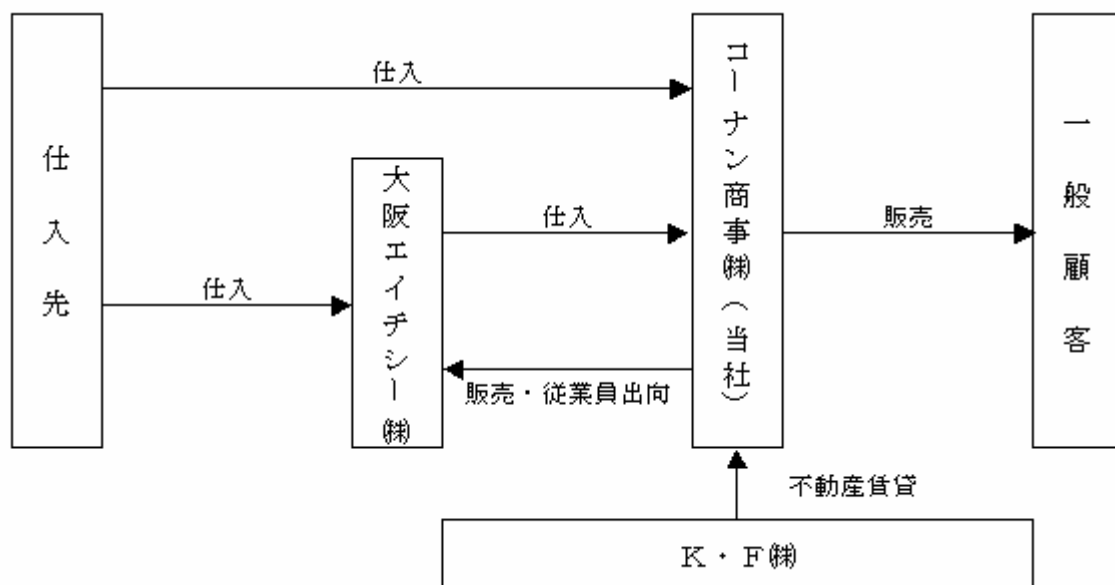 仕入先
仕入
仕入
大阪エイチシー㈱
仕入
販売・従業員出向
コーナン商事㈱(当社)
販売
一般顧客
不動産賃貸
K・F㈱